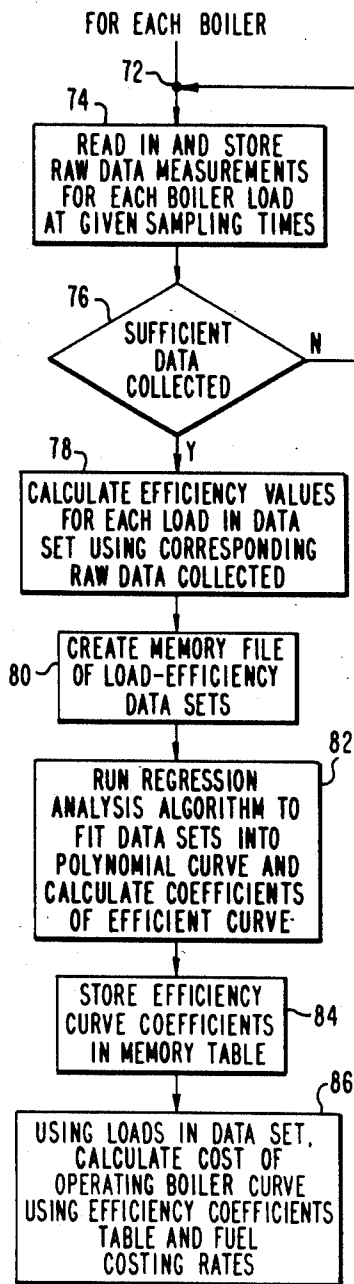 FOR EACH BOILER
72
74
READ IN AND STORE
RAW DATA MEASUREMENTS
FOR EACH BOILER LOAD
AT GIVEN SAMPLING TIMES
76
SUFFICIENT
DATA
COLLECTED
N
Y
78
CALCULATE EFFICIENCY VALUES
FOR EACH LOAD IN DATA
SET USING CORRESPONDING
RAW DATA COLLECTED
80
CREATE MEMORY FILE
OF LOAD-EFFICIENCY
DATA SETS
82
RUN REGRESSION
ANALYSIS ALGORITHM TO
FIT DATA SETS INTO
POLYNOMIAL CURVE AND
CALCULATE COEFFICIENTS
OF EFFICIENT CURVE
84
STORE EFFICIENCY
CURVE COEFFICIENTS
IN MEMORY TABLE
86
USING LOADS IN DATA SET,
CALCULATE COST OF
OPERATING BOILER CURVE
USING EFFICIENCY COEFFICIENTS
TABLE AND FUEL
COSTING RATES